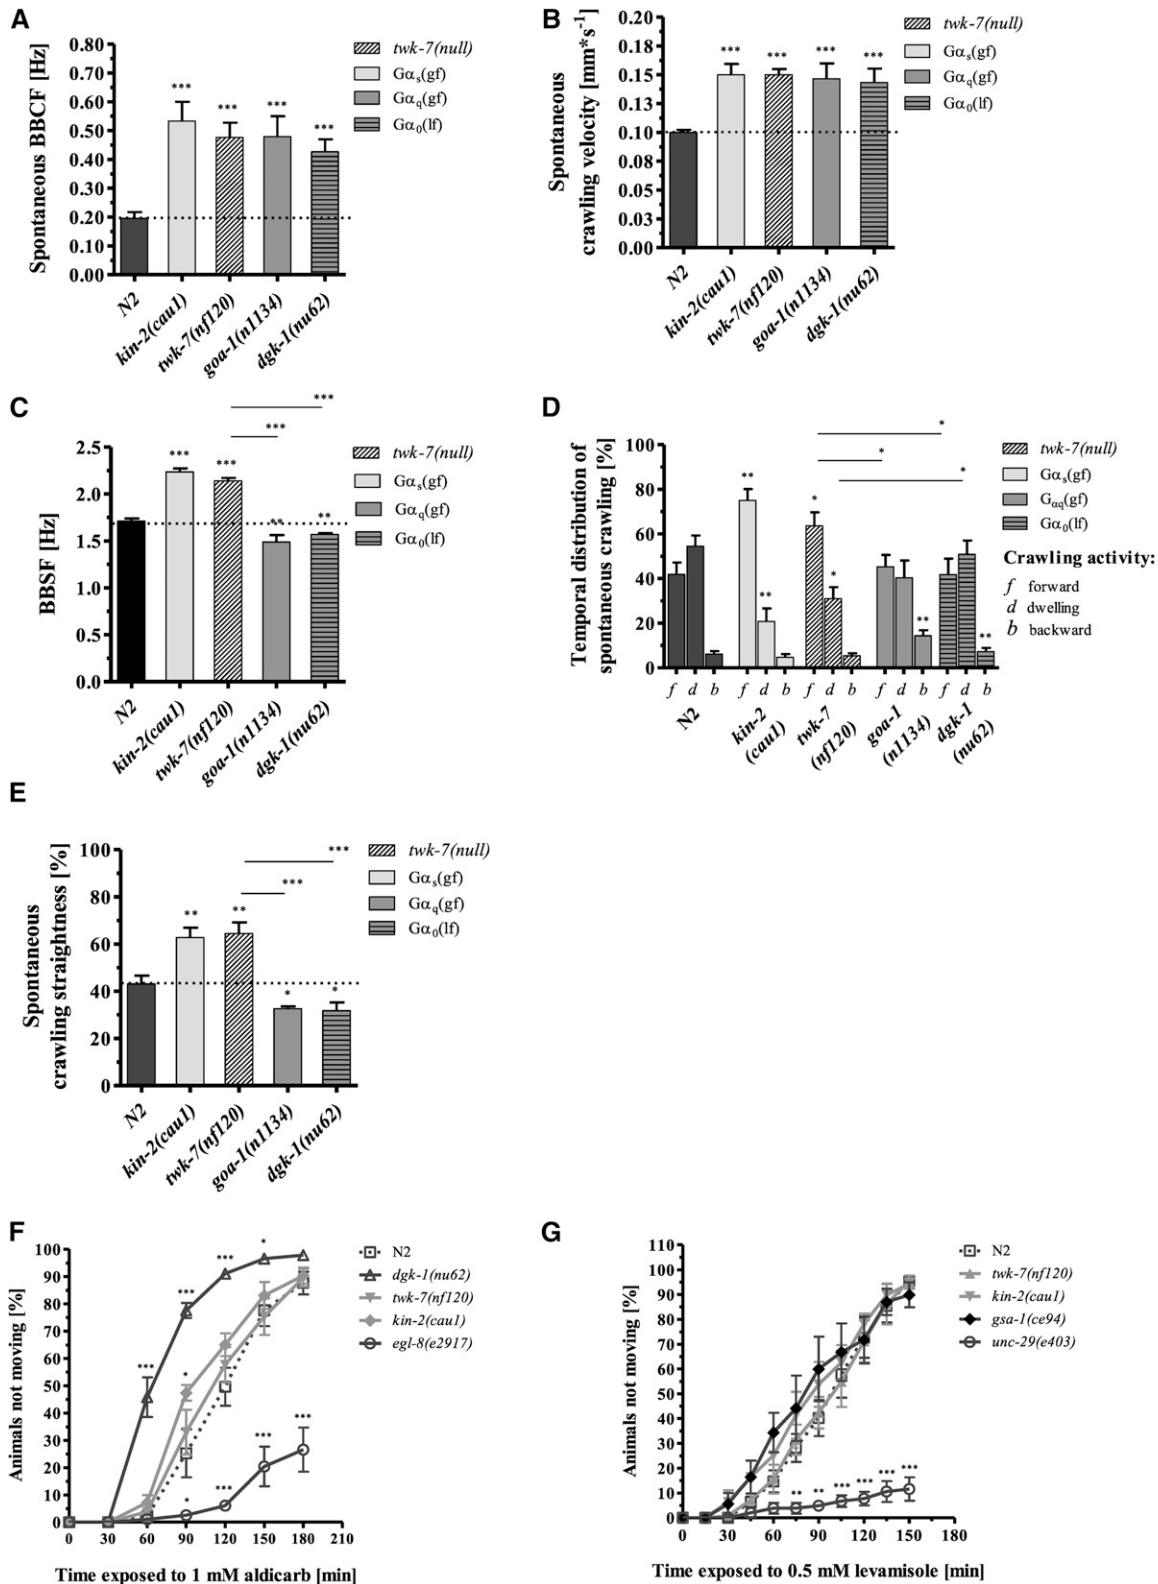 A
Spontaneous BBCF [Hz]
0.80
0.70
0.60
0.50
0.40
0.30
0.20
0.10
0.00
***
***
***
***
N2
kin-2(cau1)
twk-7(nf120)
goa-1(n1134)
dgk-1(nu62)
twk-7(null)
Gαs(gf)
Gαq(gf)
Gα0(lf)
B
Spontaneous
crawling velocity [mm*s-1]
0.20
0.18
0.15
0.13
0.10
0.08
0.05
0.03
0.00
***
***
***
***
N2
kin-2(cau1)
twk-7(nf120)
goa-1(n1134)
dgk-1(nu62)
twk-7(null)
Gαs(gf)
Gαq(gf)
Gα0(lf)
C
BBSF [Hz]
2.5
2.0
1.5
1.0
0.5
0.0
***
***
***
***
**
**
N2
kin-2(cau1)
twk-7(nf120)
goa-1(n1134)
dgk-1(nu62)
twk-7(null)
Gαs(gf)
Gαq(gf)
Gα0(lf)
D
Temporal distribution of
spontaneous crawling [%]
100
80
60
40
20
0
*
*
*
**
**
*
*
**
**
f d b f d b f d b f d b f d b
N2
kin-2
(cau1)
twk-7
(nf120)
goa-1
(n1134)
dgk-1
(nu62)
twk-7(null)
Gαs(gf)
Gαq(gf)
Gα0(lf)
Crawling activity:
f forward
d dwelling
b backward
E
Spontaneous
crawling straightness [%]
100
80
60
40
20
0
***
***
**
**
*
*
N2
kin-2(cau1)
twk-7(nf120)
goa-1(n1134)
dgk-1(nu62)
twk-7(null)
Gαs(gf)
Gαq(gf)
Gα0(lf)
F
Animals not moving [%]
100
90
80
70
60
50
40
30
20
10
0
***
***
***
*
*
*
***
***
***
0 30 60 90 120 150 180 210
Time exposed to 1 mM aldicarb [min]
N2
dgk-1(nu62)
twk-7(nf120)
kin-2(cau1)
egl-8(e2917)
G
Animals not moving [%]
110
100
90
80
70
60
50
40
30
20
10
0
**
**
***
***
***
***
0 30 60 90 120 150 180
Time exposed to 0.5 mM levamisole [min]
N2
twk-7(nf120)
kin-2(cau1)
gsa-1(ce94)
unc-29(e403)